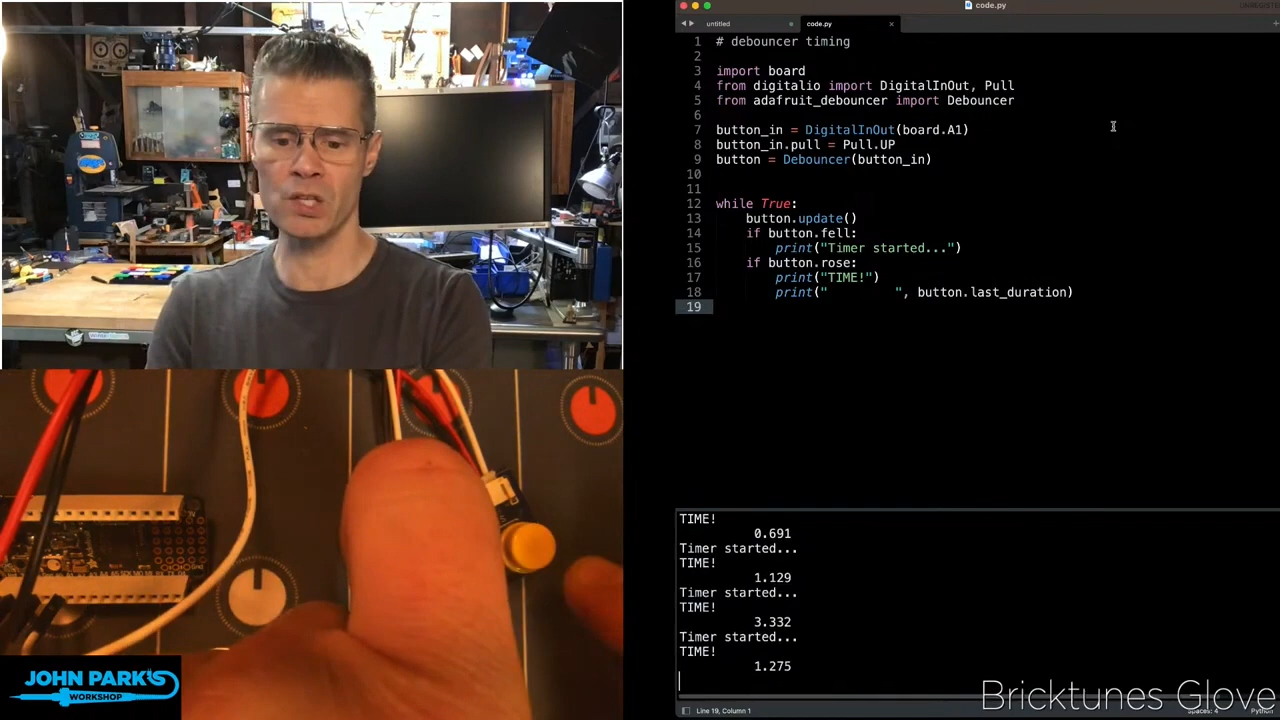 code.py
untitled
code.py
1 # debouncer timing
2
3 import board
4 from digitalio import DigitalInOut, Pull
5 from adafruit_debouncer import Debouncer
6
7 button_in = DigitalInOut(board.A1)
8 button_in.pull = Pull.UP
9 button = Debouncer(button_in)
10
11
12 while True:
13 button.update()
14 if button.fell:
15 print("Timer started...")
16 if button.rose:
17 print("TIME!")
18 print("         ", button.last_duration)
19
TIME!
0.691
Timer started...
TIME!
1.129
Timer started...
TIME!
3.332
Timer started...
TIME!
1.275
Line 19, Column 1
Spaces: 4
Python
JOHN PARK'S
WORKSHOP
Bricktunes Glove